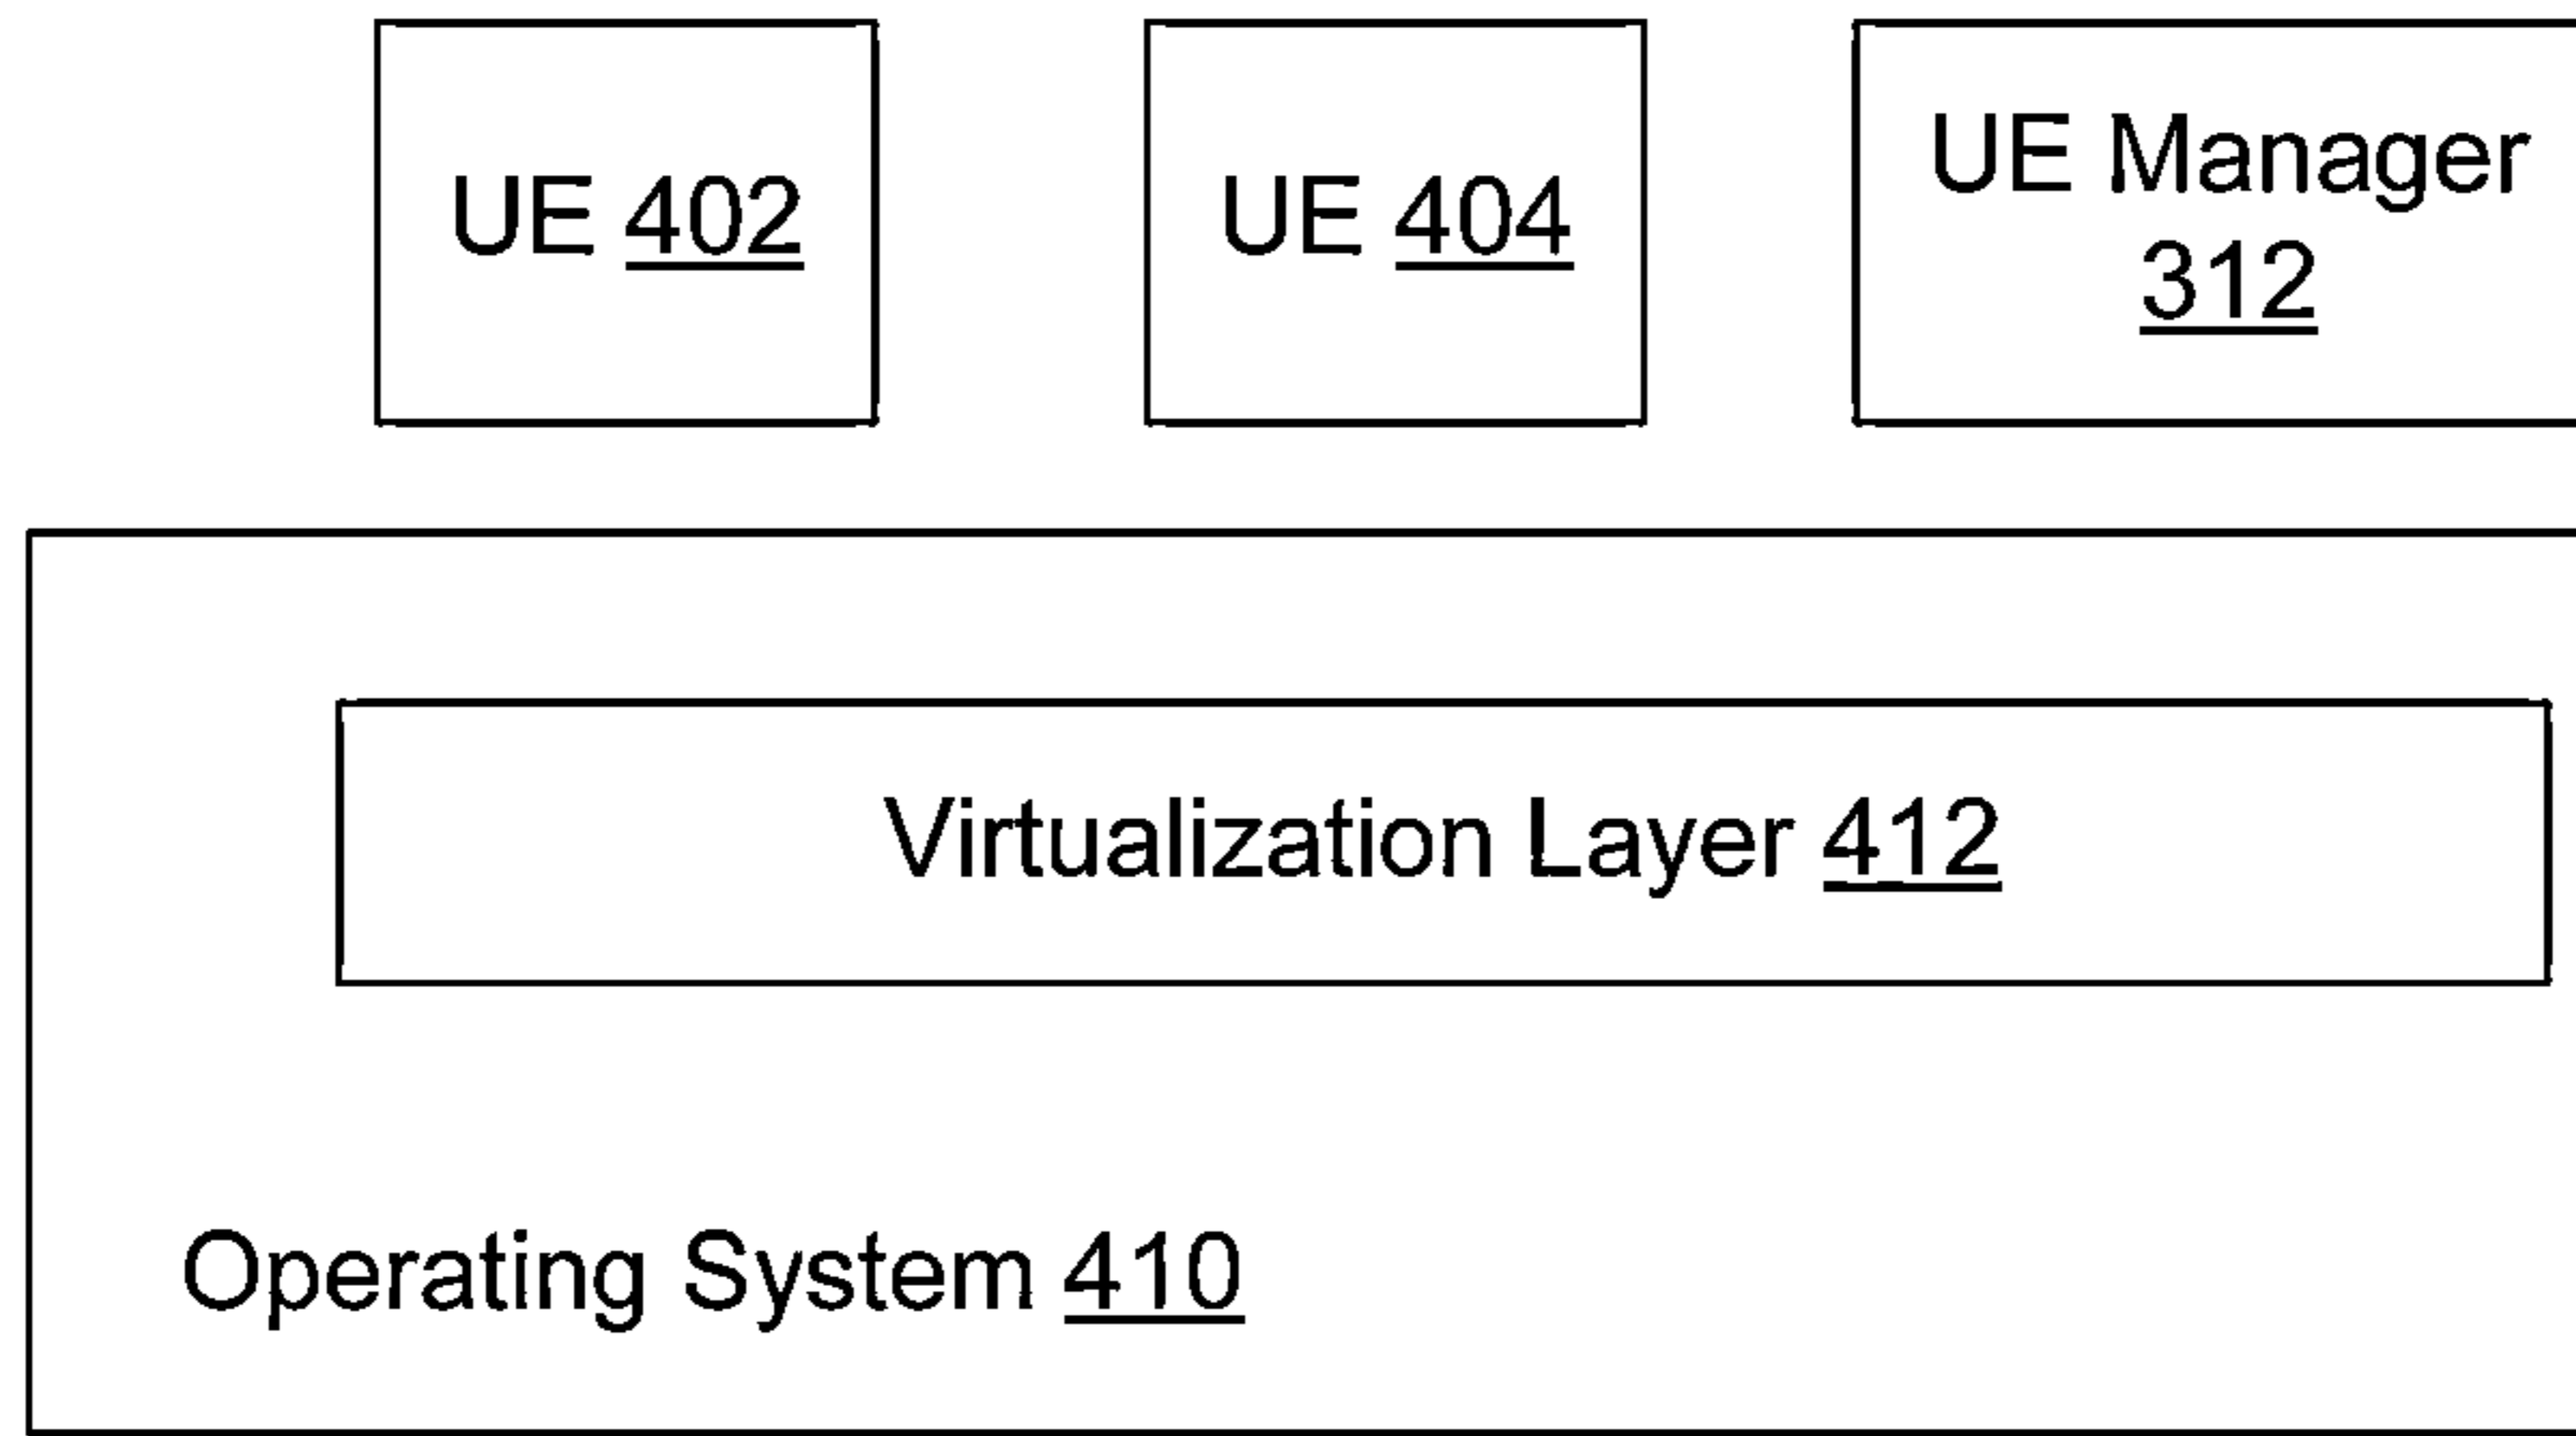 UE 402
UE 404
UE Manager
312
Virtualization Layer 412
Operating System 410